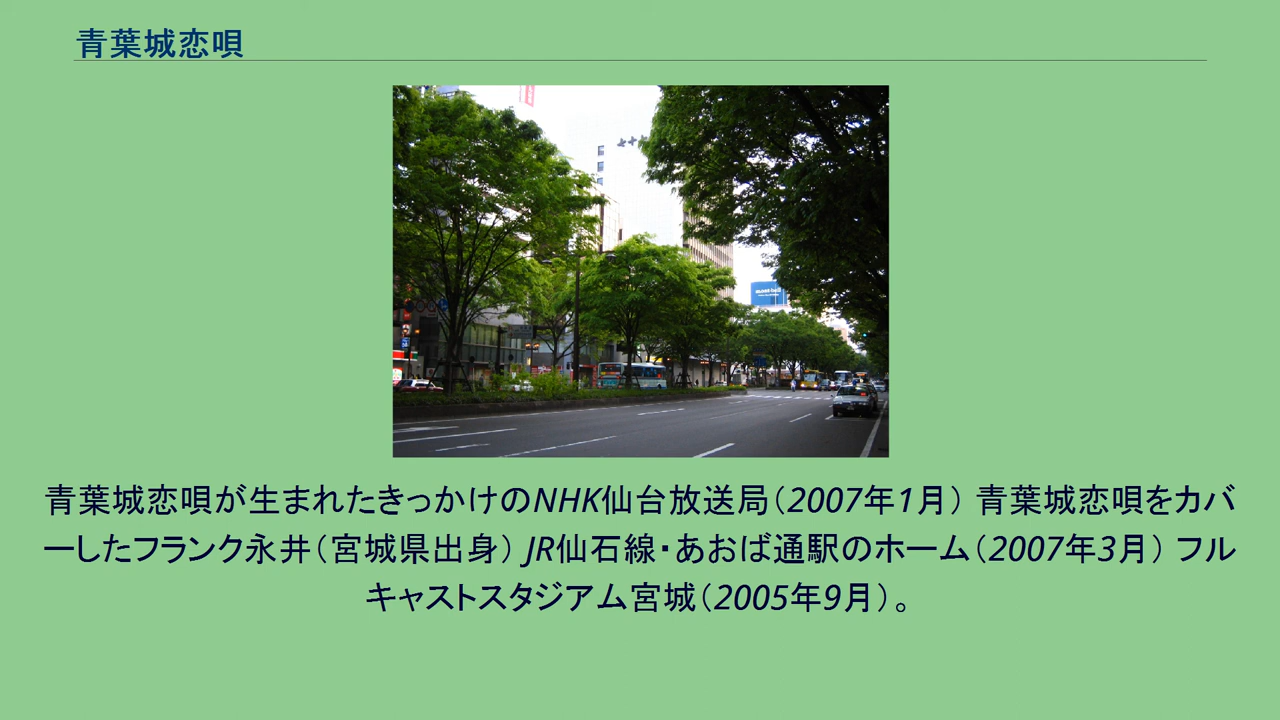 青葉城恋唄
mont-bell
青葉城恋唄が生まれたきっかけのNHK仙台放送局（2007年1月） 青葉城恋唄をカバ
ーしたフランク永井（宮城県出身） JR仙石線・あおば通駅のホーム（2007年3月） フル
キャストスタジアム宮城（2005年9月）。